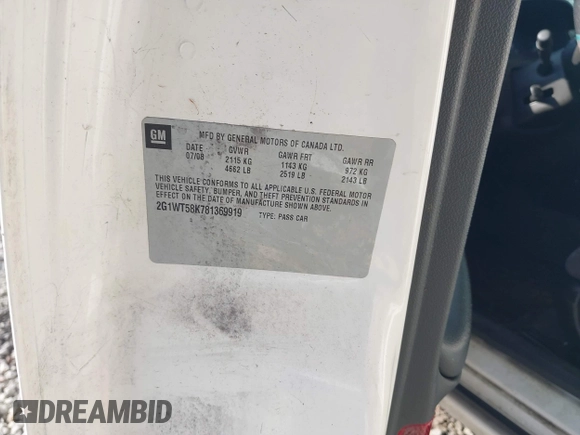 GM
MFD BY GENERAL MOTORS OF CANADA LTD.
DATE GVWR GAWR FRT GAWR RR
07/08 2115 KG 1143 KG 972 KG
4662 LB 2519 LB 2143 LB
THIS VEHICLE CONFORMS TO ALL APPLICABLE U.S. FEDERAL MOTOR
VEHICLE SAFETY, BUMPER, AND THEFT PREVENTION STANDARDS IN
EFFECT ON THE DATE OF MANUFACTURE SHOWN ABOVE.
2G1WT58K781369919 TYPE: PASS CAR
DREAMBID